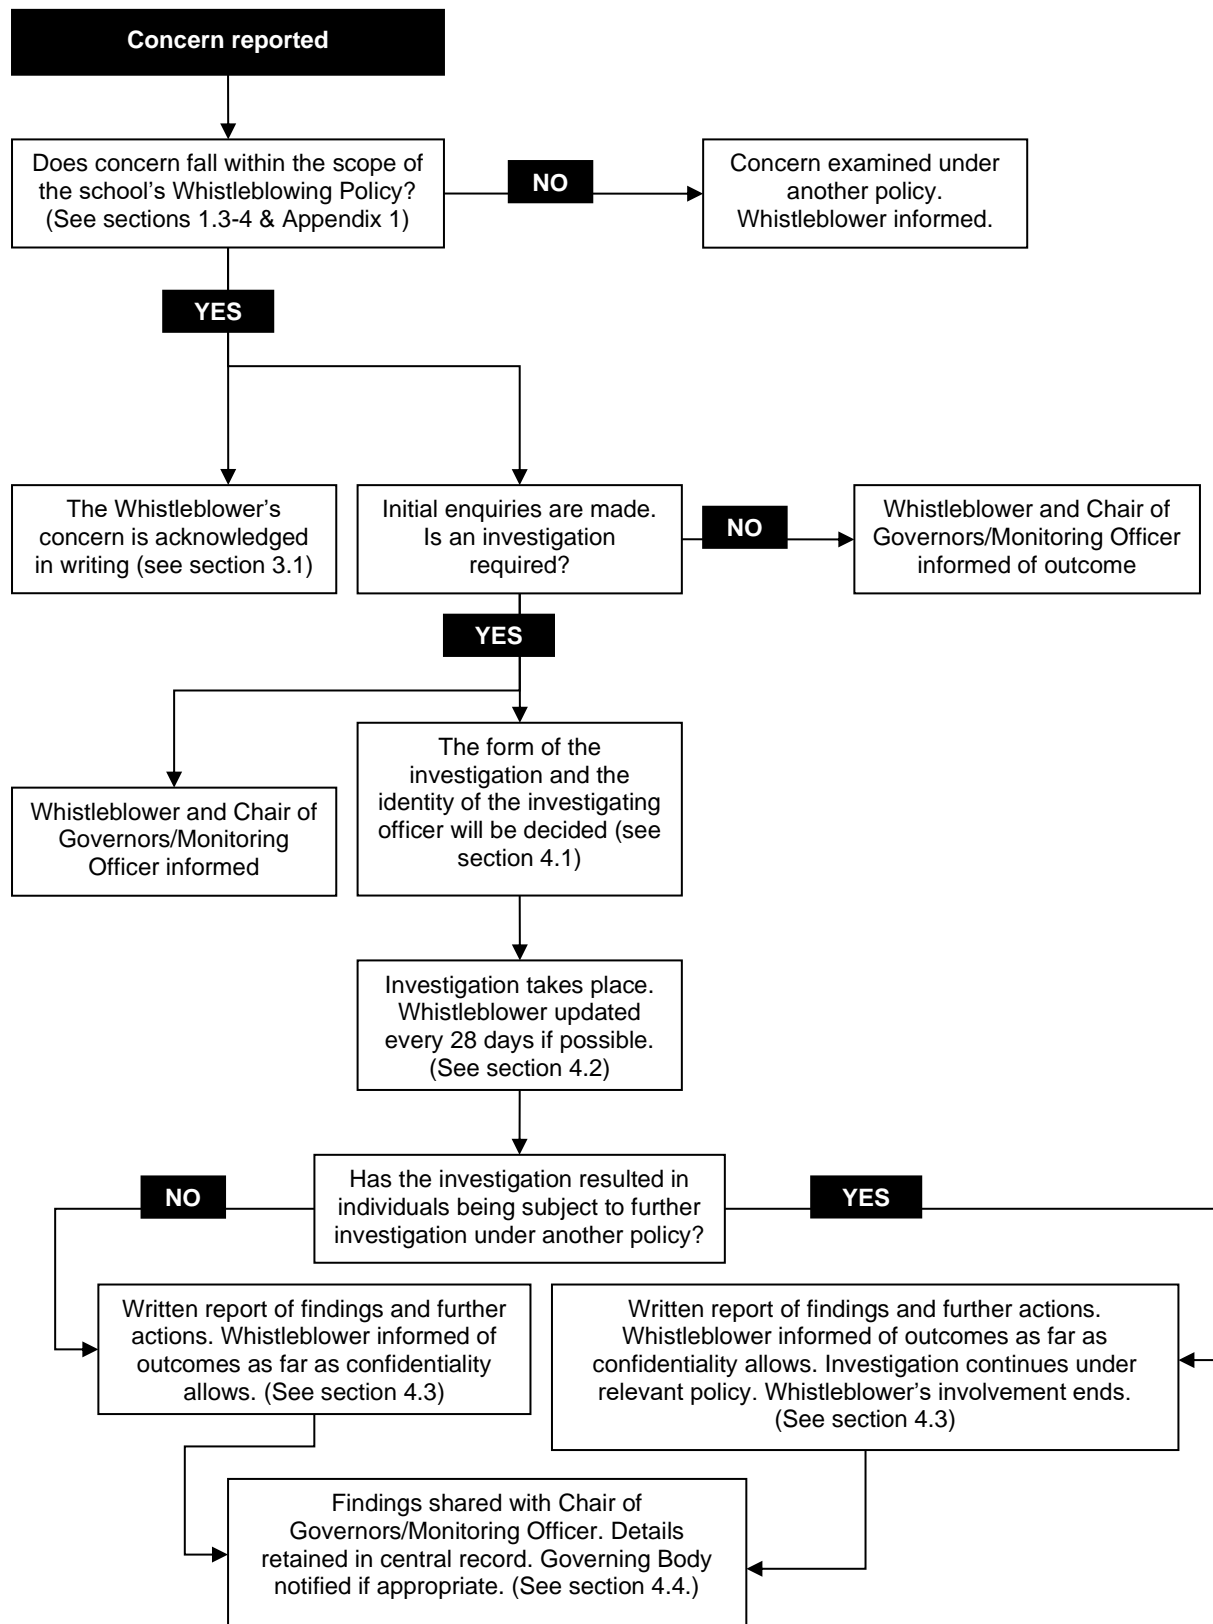 Concern reported
Does concern fall within the scope of
the school’s Whistleblowing Policy?
(See sections 1.3-4 & Appendix 1)
NO
Concern examined under
another policy.
Whistleblower informed.
YES
The Whistleblower’s
concern is acknowledged
in writing (see section 3.1)
Initial enquiries are made.
Is an investigation
required?
NO
Whistleblower and Chair of
Governors/Monitoring Officer
informed of outcome
YES
Whistleblower and Chair of
Governors/Monitoring
Officer informed
The form of the
investigation and the
identity of the investigating
officer will be decided (see
section 4.1)
Investigation takes place.
Whistleblower updated
every 28 days if possible.
(See section 4.2)
Has the investigation resulted in
individuals being subject to further
investigation under another policy?
NO
YES
Written report of findings and further
actions. Whistleblower informed of
outcomes as far as confidentiality
allows. (See section 4.3)
Written report of findings and further actions.
Whistleblower informed of outcomes as far as
confidentiality allows. Investigation continues under
relevant policy. Whistleblower’s involvement ends.
(See section 4.3)
Findings shared with Chair of
Governors/Monitoring Officer. Details
retained in central record. Governing Body
notified if appropriate. (See section 4.4.)